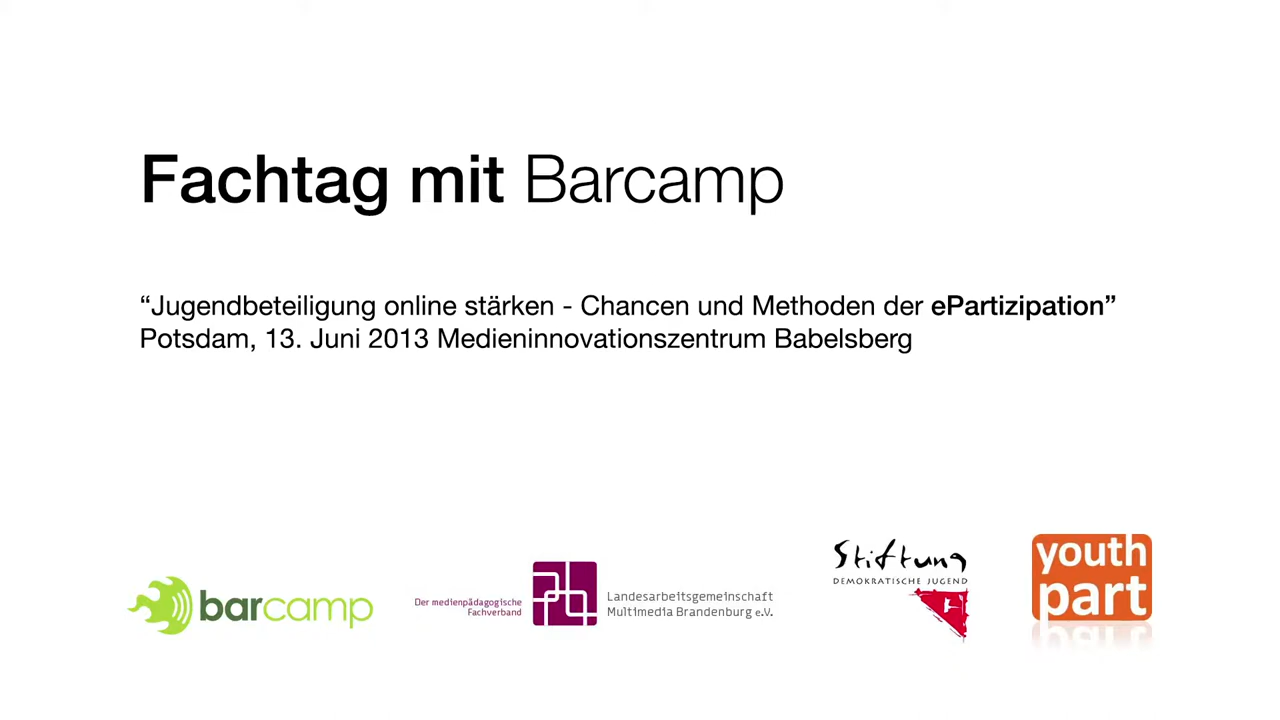 Fachtag mit Barcamp
“Jugendbeteiligung online stärken - Chancen und Methoden der ePartizipation”
Potsdam, 13. Juni 2013 Medieninnovationszentrum Babelsberg
barcamp
Der medienpädagogische
Fachverband
Landesarbeitsgemeinschaft
Multimedia Brandenburg e.V.
Stiftung
DEMOKRATISCHE JUGEND
youth
part